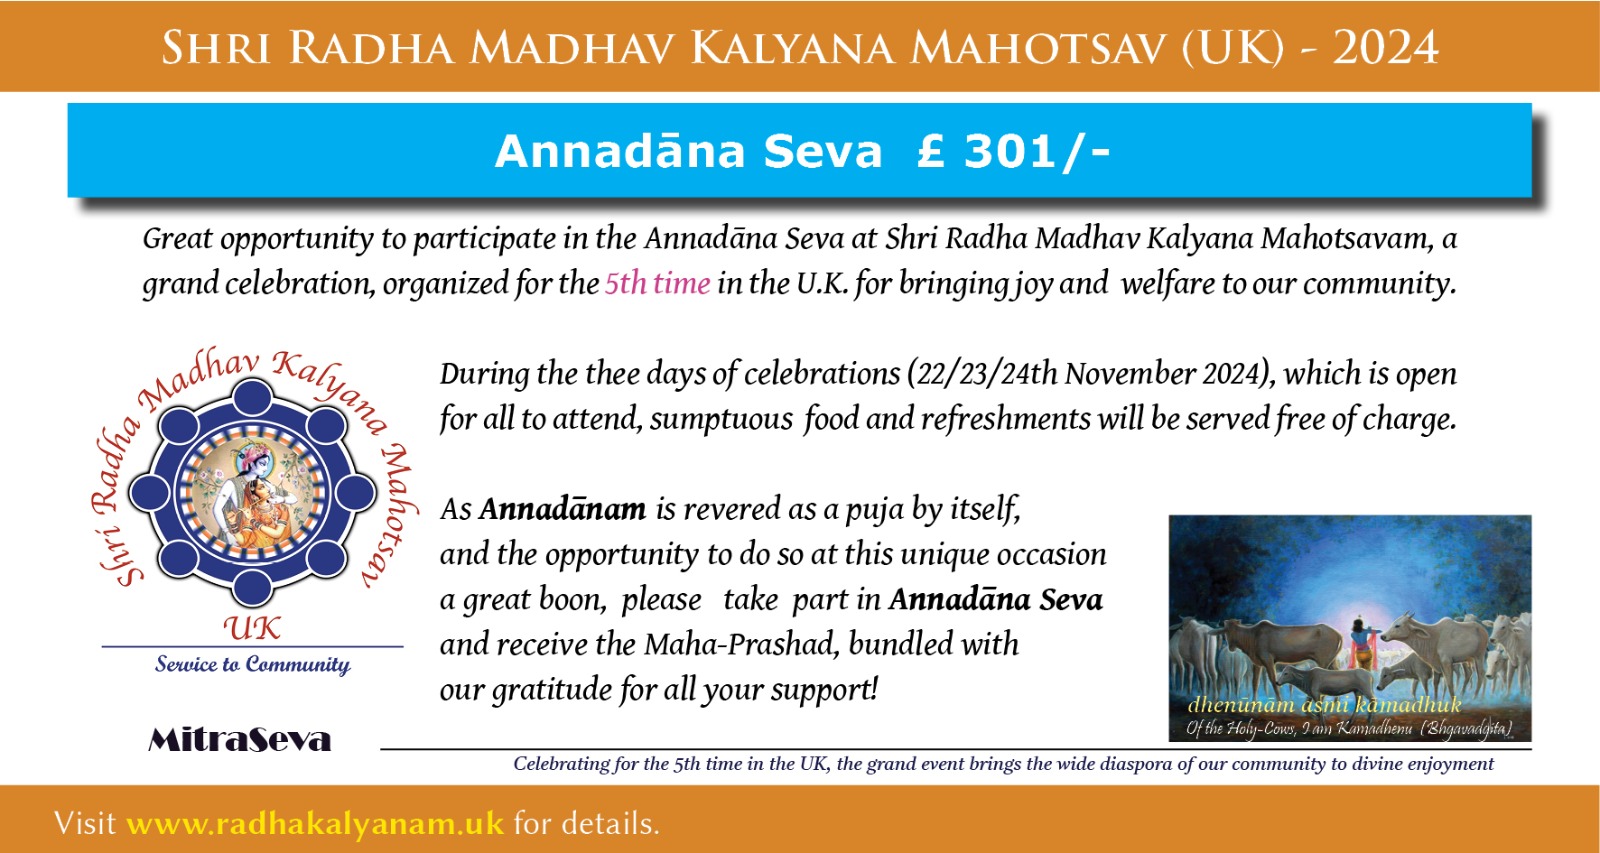 Shri Radha Madhav Kalyana Mahotsav (UK) - 2024
Annadāna Seva £ 301/-
Great opportunity to participate in the Annadāna Seva at Shri Radha Madhav Kalyana Mahotsavam, a
grand celebration, organized for the 5th time in the U.K. for bringing joy and welfare to our community.
Shri Radha Madhav Kalyana Mahotsav
UK
Service to Community
MitraSeva
During the thee days of celebrations (22/23/24th November 2024), which is open
for all to attend, sumptuous food and refreshments will be served free of charge.
As Annadānam is revered as a puja by itself,
and the opportunity to do so at this unique occasion
a great boon, please take part in Annadāna Seva
and receive the Maha-Prashad, bundled with
our gratitude for all your support!
dhenūnām asmi kāmadhuk
Of the Holy-Cows, I am Kamadhenu (Bhgavadgita)
Celebrating for the 5th time in the UK, the grand event brings the wide diaspora of our community to divine enjoyment
Visit www.radhakalyanam.uk for details.